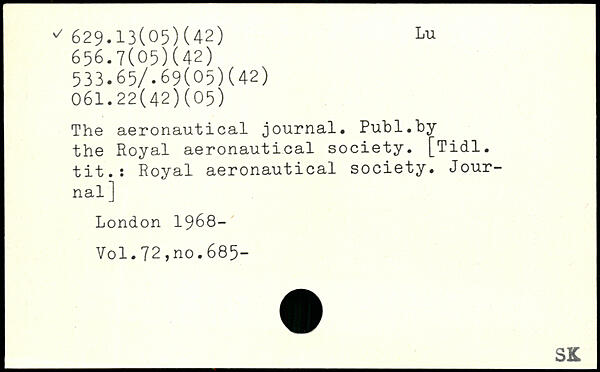 ✓ 629.13(05)(42) Lu
656.7(05)(42)
533.65/.69(05)(42)
061.22(42)(05)
The aeronautical journal. Publ.by
the Royal aeronautical society. [Tidl.
tit.: Royal aeronautical society. Jour-
nal]
London 1968-
Vol.72,no.685-
SK